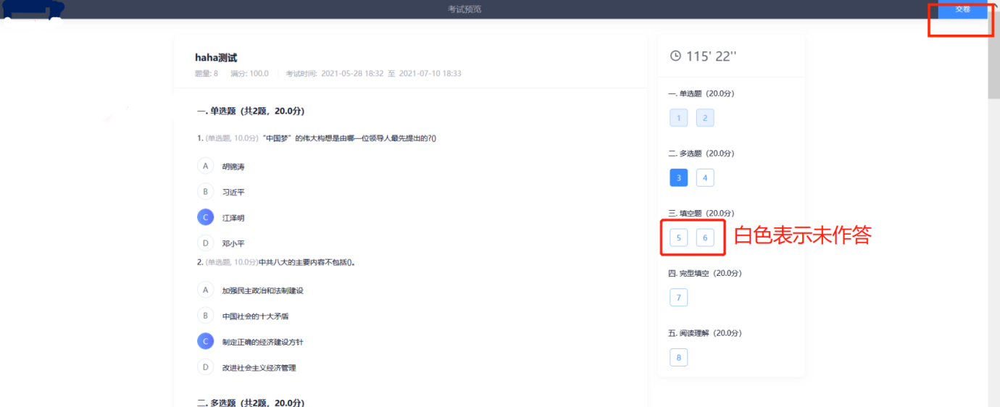 考试预览
交卷
haha测试
题量: 8 满分: 100.0 考试时间: 2021-05-28 18:32 至 2021-07-10 18:33
一. 单选题（共2题，20.0分）
1. (单选题, 10.0分)“中国梦”的伟大构想是由哪一位领导人最先提出的?()
A 胡锦涛
B 习近平
C 江泽明
D 邓小平
2. (单选题, 10.0分)中共八大的主要内容不包括()。
A 加强民主政治和法制建设
B 中国社会的十大矛盾
C 制定正确的经济建设方针
D 改进社会主义经济管理
二. 多选题（共2题，20.0分）
115' 22''
一. 单选题（20.0分）
1 2
二. 多选题（20.0分）
3 4
三. 填空题（20.0分）
5 6
白色表示未作答
四. 完型填空（20.0分）
7
五. 阅读理解（20.0分）
8